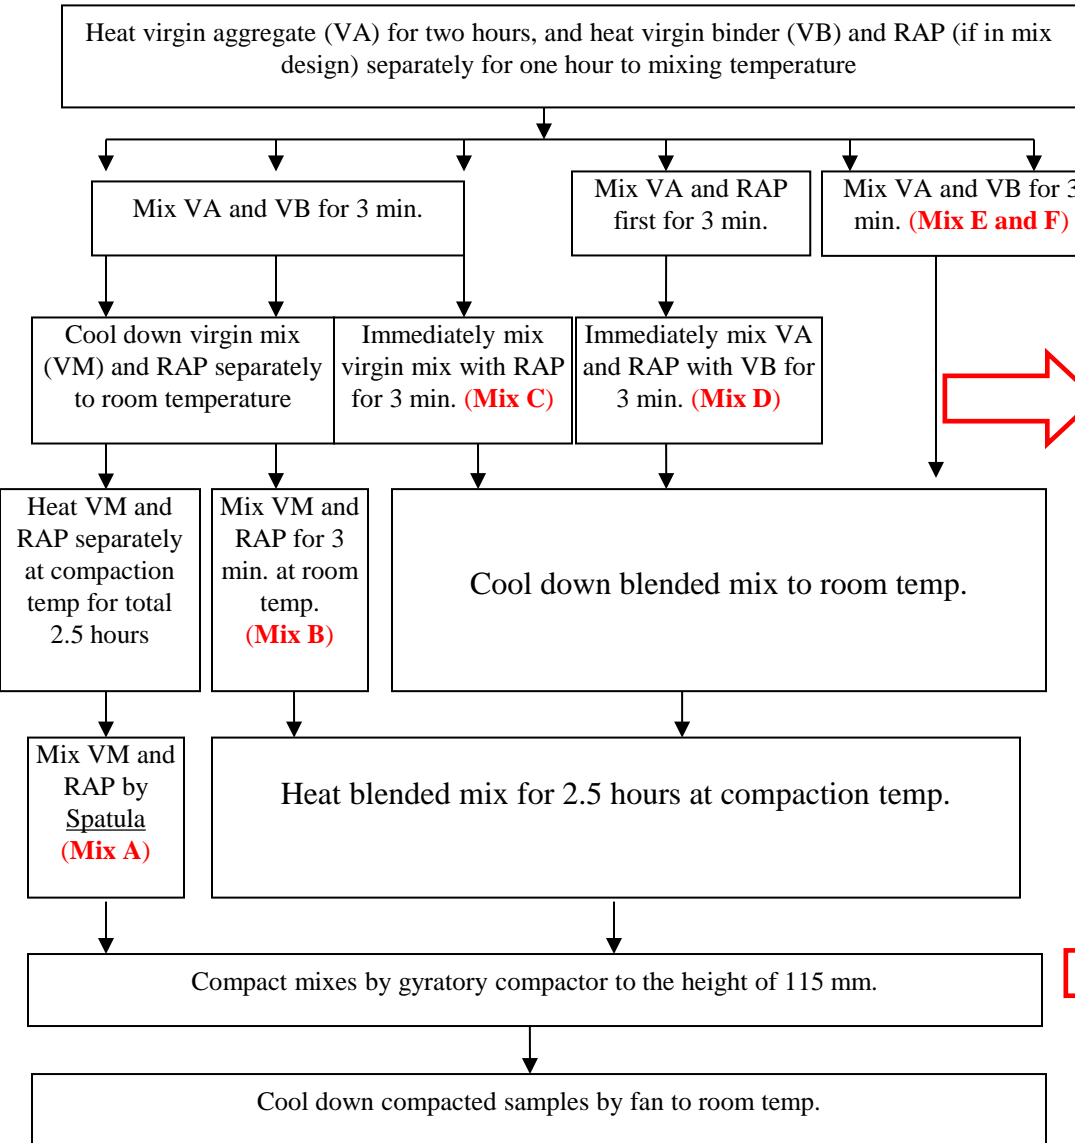 Heat virgin aggregate (VA) for two hours, and heat virgin binder (VB) and RAP (if in mix
design) separately for one hour to mixing temperature
Mix VA and VB for 3 min.
Mix VA and RAP
first for 3 min.
Mix VA and VB for 3
min. (Mix E and F)
Cool down virgin mix
(VM) and RAP separately
to room temperature
Immediately mix
virgin mix with RAP
for 3 min. (Mix C)
Immediately mix VA
and RAP with VB for
3 min. (Mix D)
Heat VM and
RAP separately
at compaction
temp for total
2.5 hours
Mix VM and
RAP for 3
min. at room
temp.
(Mix B)
Cool down blended mix to room temp.
Mix VM and
RAP by
Spatula
(Mix A)
Heat blended mix for 2.5 hours at compaction temp.
Compact mixes by gyratory compactor to the height of 115 mm.
Cool down compacted samples by fan to room temp.